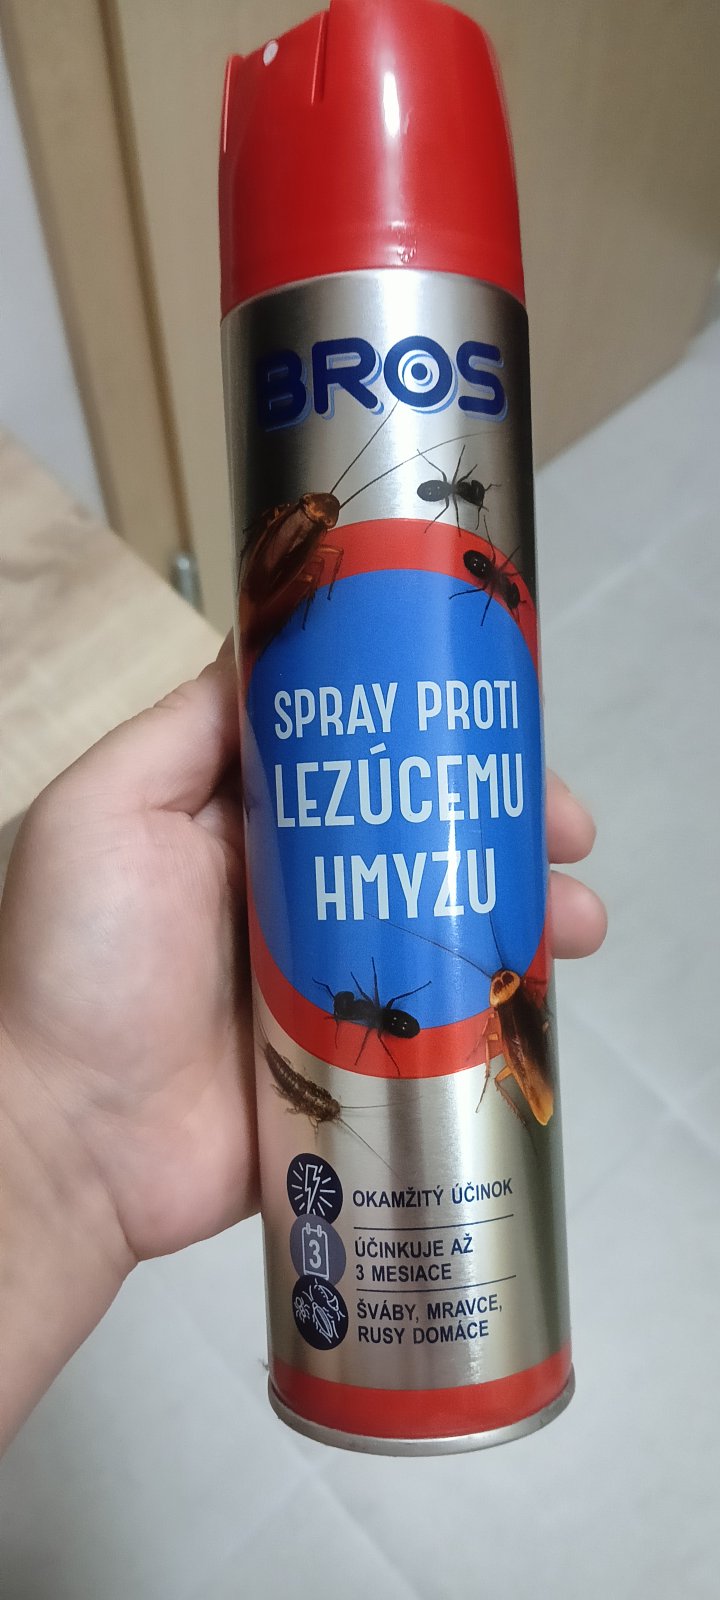 BROS
SPRAY PROTI
LEZÚCEMU
HMYZU
OKAMŽITÝ ÚČINOK
3
ÚČINKUJE AŽ
3 MESIACE
ŠVÁBY, MRAVCE,
RUSY DOMÁCE